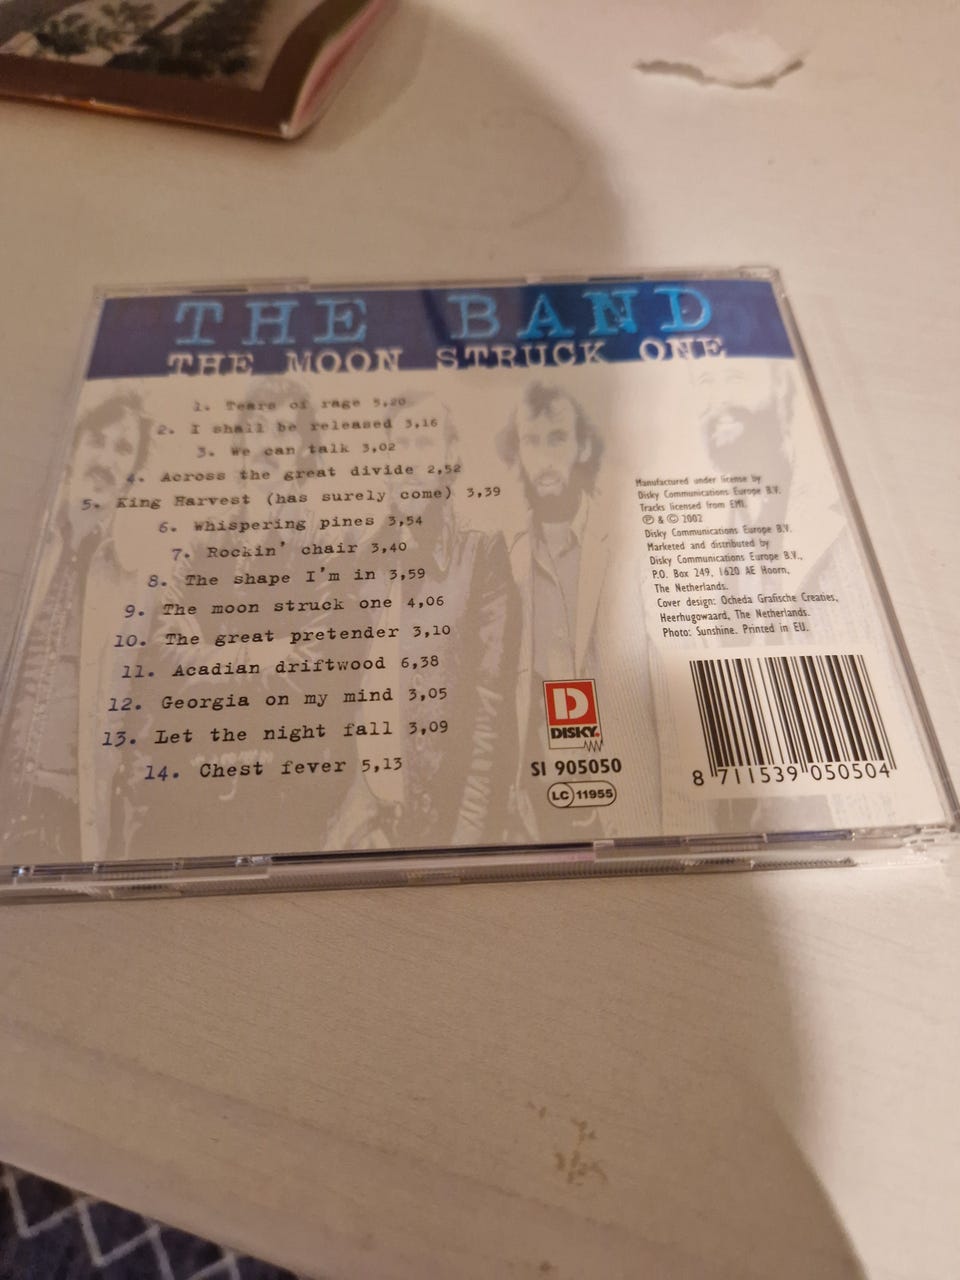 THE BAND
THE MOON STRUCK ONE
1. Tears of rage 5,20
2. I shall be released 3,16
3. We can talk 3,02
4. Across the great divide 2,52
5. King Harvest (has surely come) 3,39
6. Whispering pines 3,54
7. Rockin' chair 3,40
8. The shape I'm in 3,59
9. The moon struck one 4,06
10. The great pretender 3,10
11. Acadian driftwood 6,38
12. Georgia on my mind 3,05
13. Let the night fall 3,09
14. Chest fever 5,13
Manufactured under license by
Disky Communications Europe B.V.
Tracks licensed from EMI.
℗ & © 2002
Disky Communications Europe B.V.
Marketed and distributed by
Disky Communications Europe B.V.,
P.O. Box 249, 1620 AE Hoorn,
The Netherlands.
Cover design: Ocheda Grafische Creaties,
Heerhugowaard, The Netherlands.
Photo: Sunshine. Printed in EU.
D
DISKY.
SI 905050
LC 11955
8 711539 050504